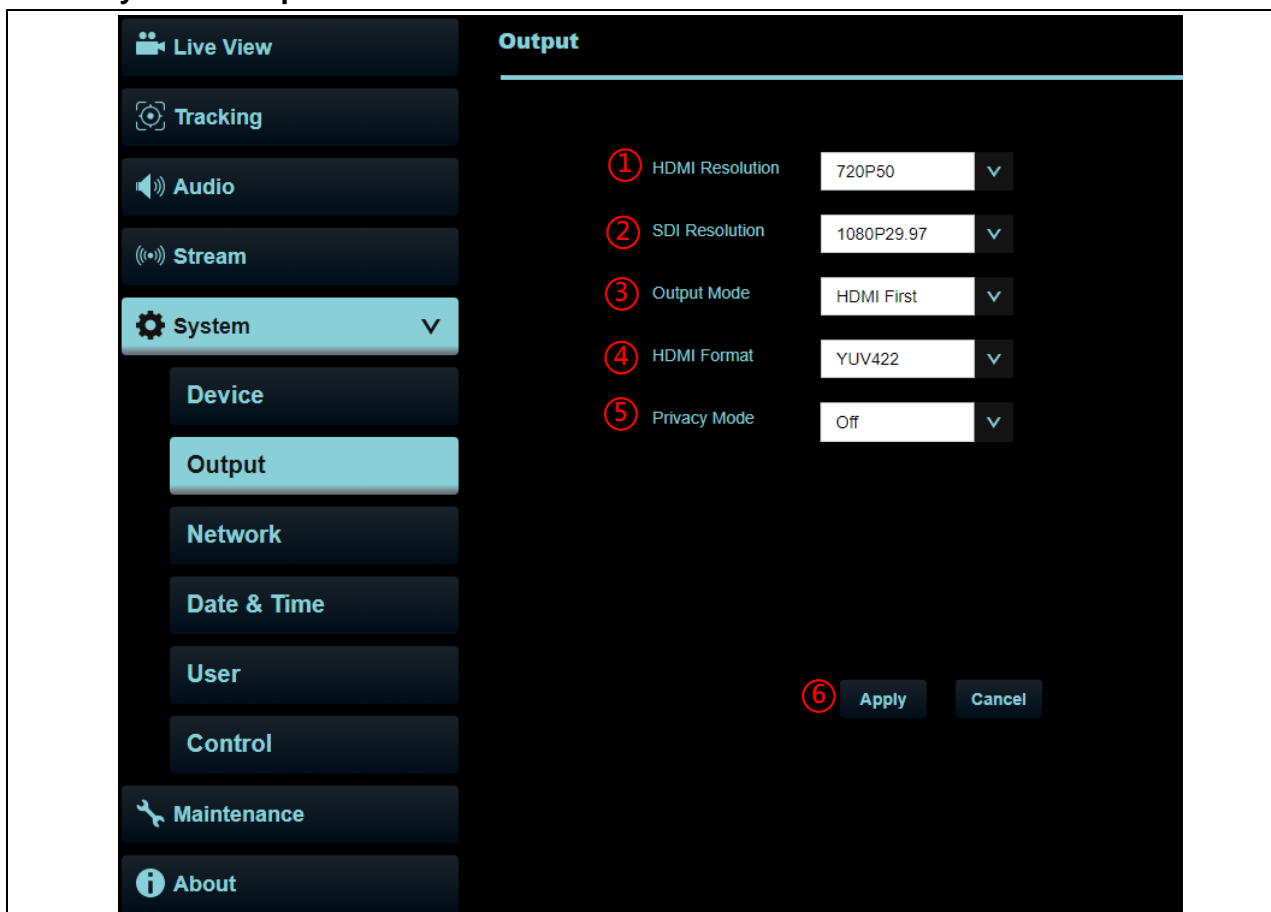 Live View
Tracking
Audio
Stream
System
Device
Output
Network
Date & Time
User
Control
Maintenance
About
Output
① HDMI Resolution 720P50
② SDI Resolution 1080P29.97
③ Output Mode HDMI First
④ HDMI Format YUV422
⑤ Privacy Mode Off
⑥ Apply Cancel